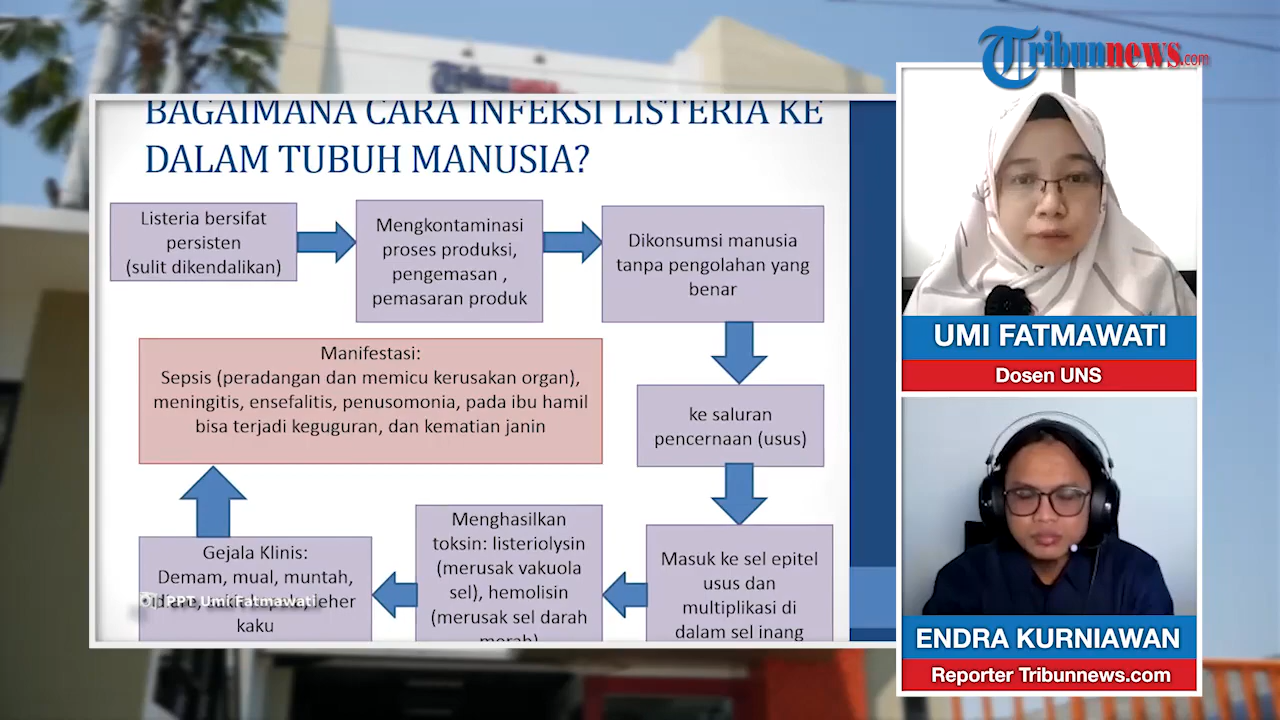 Tribunnews.com
BAGAIMANA CARA INFEKSI LISTERIA KE
DALAM TUBUH MANUSIA?
Listeria bersifat
persisten
(sulit dikendalikan)
Mengkontaminasi
proses produksi,
pengemasan ,
pemasaran produk
Dikonsumsi manusia
tanpa pengolahan yang
benar
ke saluran
pencernaan (usus)
Masuk ke sel epitel
usus dan
multiplikasi di
dalam sel inang
Menghasilkan
toksin: listeriolysin
(merusak vakuola
sel), hemolisin
(merusak sel darah
merah)
Gejala Klinis:
Demam, mual, muntah,
leher
kaku
PPT Umi Fatmawati
Manifestasi:
Sepsis (peradangan dan memicu kerusakan organ),
meningitis, ensefalitis, penusomonia, pada ibu hamil
bisa terjadi keguguran, dan kematian janin
UMI FATMAWATI
Dosen UNS
ENDRA KURNIAWAN
Reporter Tribunnews.com